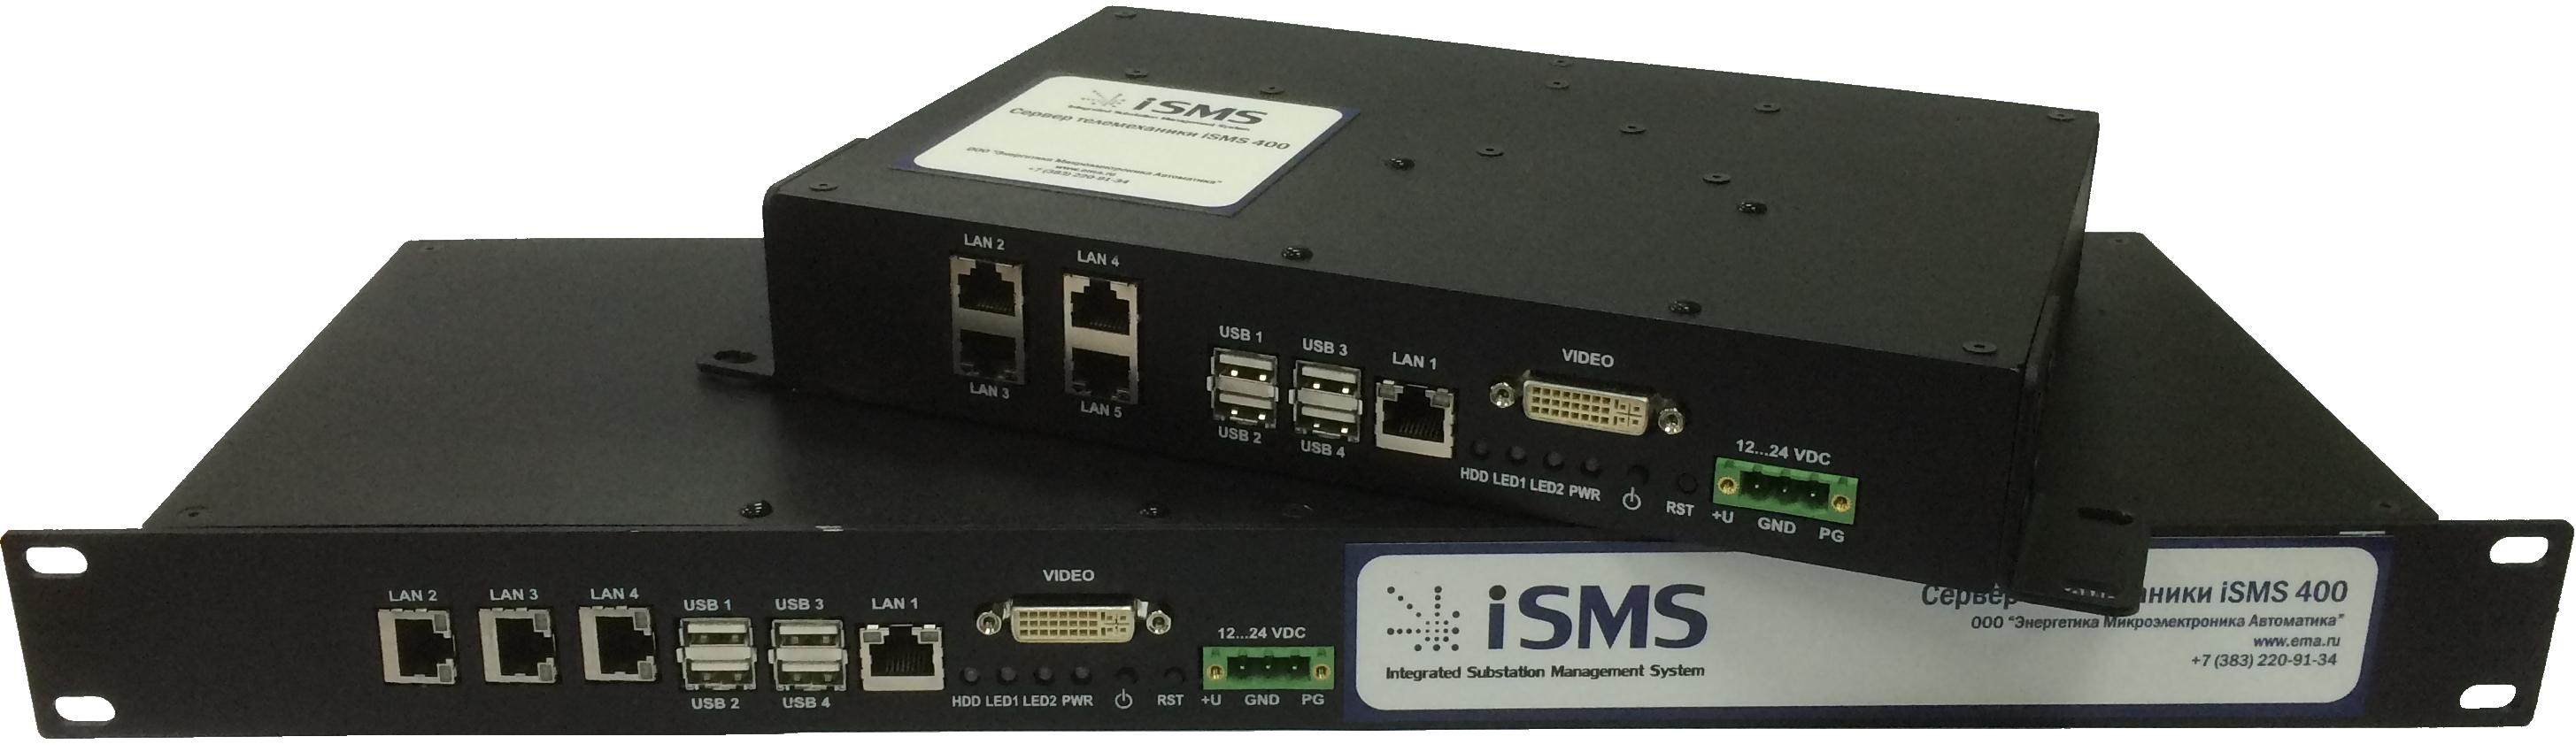 iSMS
Integrated Substation Management System
Сервер телемеханики iSMS 400
ООО "Энергетика Микроэлектроника Автоматика"
www.ema.ru
+7 (383) 220-91-34
LAN 2
LAN 4
LAN 3
LAN 5
USB 1
USB 3
LAN 1
VIDEO
USB 2
USB 4
12...24 VDC
HDD LED1 LED2 PWR
RST
+U GND PG
LAN 2 LAN 3 LAN 4
USB 1 USB 3 LAN 1
VIDEO
USB 2 USB 4
12...24 VDC
HDD LED1 LED2 PWR
RST
+U GND PG
iSMS
Integrated Substation Management System
Сервер аники iSMS 400
ООО "Энергетика Микроэлектроника Автоматика"
www.ema.ru
+7 (383) 220-91-34